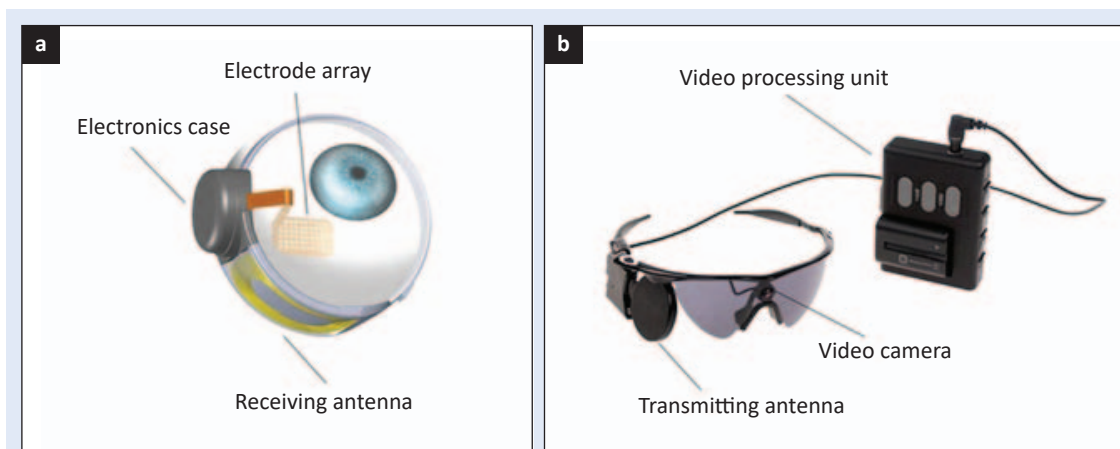 a
Electrode array
Electronics case
Receiving antenna
b
Video processing unit
Video camera
Transmitting antenna